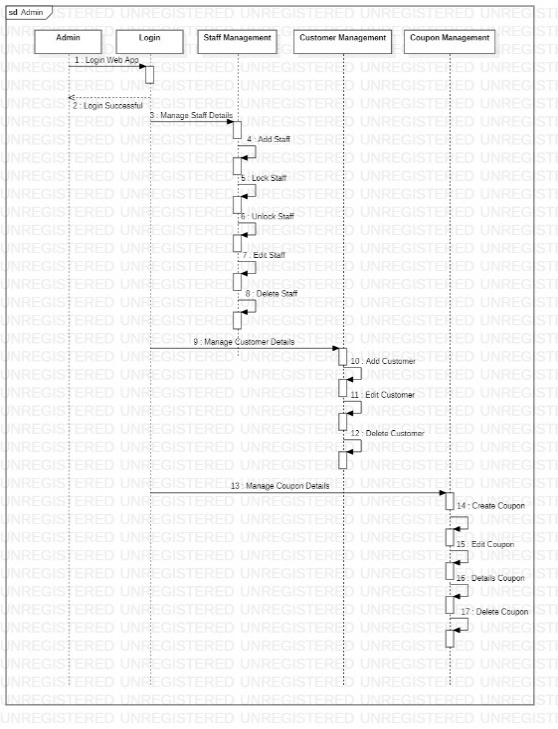 sd Admin
Admin
Login
Staff Management
Customer Management
Coupon Management
1 : Login Web App
2 : Login Successful
3 : Manage Staff Details
4 : Add Staff
5 : Lock Staff
6 : Unlock Staff
7 : Edit Staff
8 : Delete Staff
9 : Manage Customer Details
10 : Add Customer
11 : Edit Customer
12 : Delete Customer
13 : Manage Coupon Details
14 : Create Coupon
15 : Edit Coupon
16 : Details Coupon
17 : Delete Coupon
UNREGISTERED UNREGISTERED UNREGISTERED UNREGISTERED